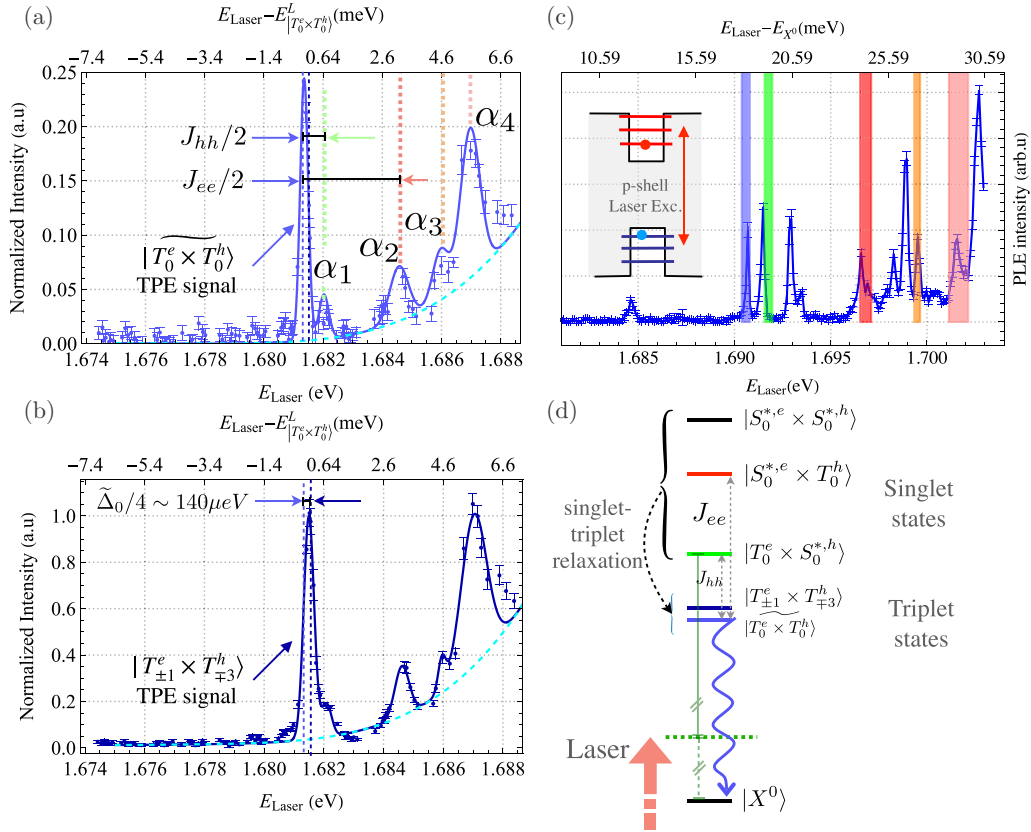 (a)
E_Laser−E^L_|T_0^e×T_0^h⟩(meV)
−7.4 −5.4 −3.4 −1.4 0.6 2.6 4.6 6.6
Normalized Intensity (a.u)
0.25
0.20
0.15
0.10
0.05
0.00
J_hh/2
J_ee/2
|T_0^e × T_0^h⟩
TPE signal
α_1
α_2
α_3
α_4
1.674 1.676 1.678 1.680 1.682 1.684 1.686 1.688
E_Laser (eV)
(c)
E_Laser−E_X^0(meV)
10.59 15.59 20.59 25.59 30.59
p-shell
Laser Exc.
PLE intensity (arb.u)
1.685 1.690 1.695 1.700
E_Laser(eV)
(b)
E_Laser−E^L_|T_0^e×T_0^h⟩(meV)
−7.4 −5.4 −3.4 −1.4 0.64 2.6 4.6 6.6
Normalized Intensity (a.u)
1.0
0.8
0.6
0.4
0.2
0.0
Δ̃_0/4 ∼ 140μeV
|T_±1^e × T_∓3^h⟩
TPE signal
1.674 1.676 1.678 1.680 1.682 1.684 1.686 1.688
E_Laser (eV)
(d)
|S_0^*,e × S_0^*,h⟩
|S_0^*,e × T_0^h⟩
Singlet
states
J_ee
singlet-
triplet
relaxation
|T_0^e × S_0^*,h⟩
J_hh
|T_±1^e × T_∓3^h⟩
|T_0^e × T_0^h⟩
Triplet
states
Laser
|X^0⟩